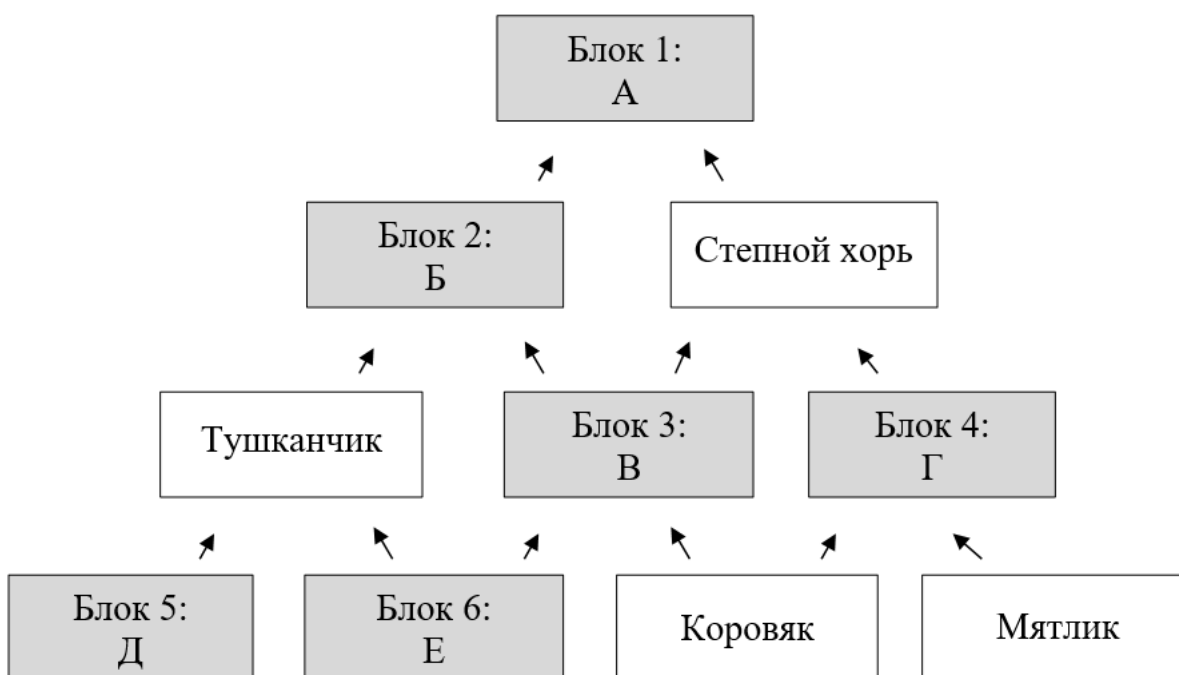 Блок 1:
А
Блок 2:
Б
Степной хорь
Тушканчик
Блок 3:
В
Блок 4:
Г
Блок 5:
Д
Блок 6:
Е
Коровяк
Мятлик